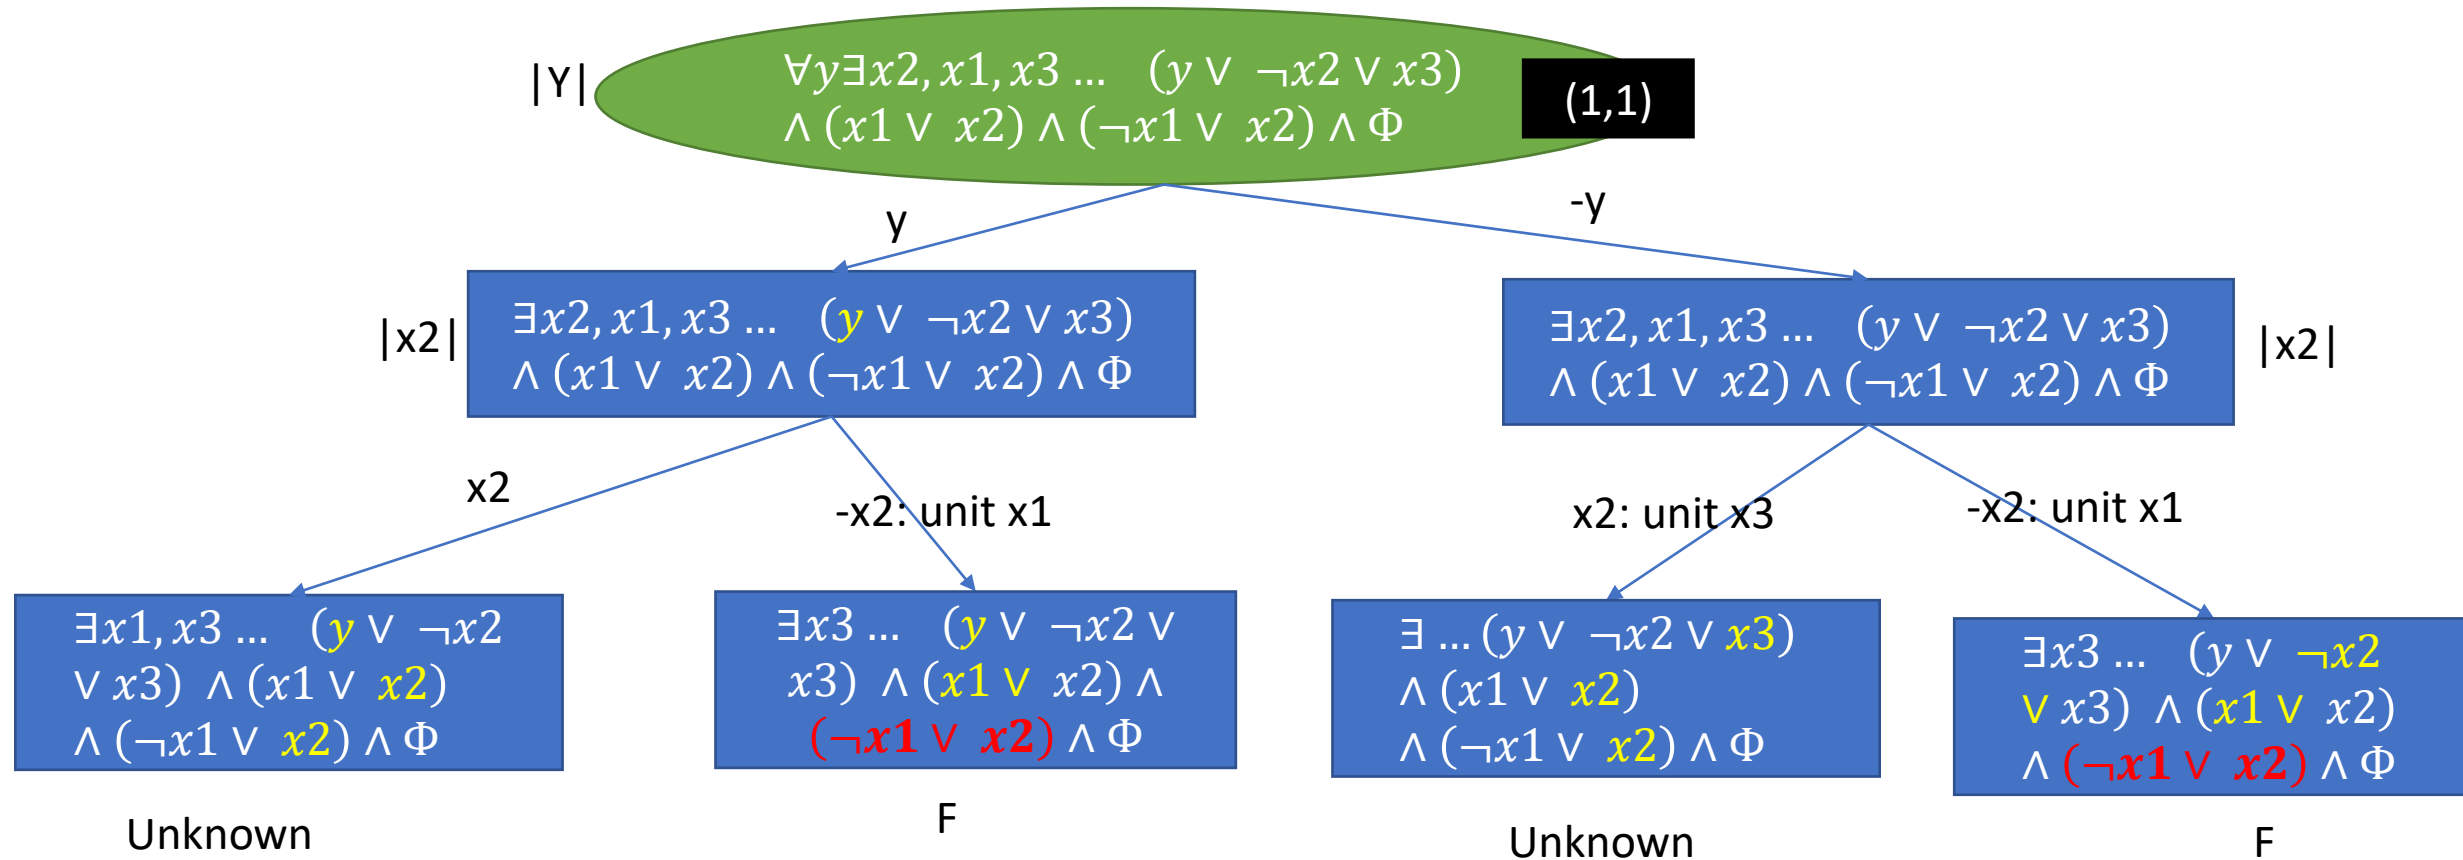 |Y|
∀y∃x2, x1, x3 ... (y ∨ ¬x2 ∨ x3)
∧ (x1 ∨ x2) ∧ (¬x1 ∨ x2) ∧ Φ
(1,1)
y
-y
|x2|
∃x2, x1, x3 ... (y ∨ ¬x2 ∨ x3)
∧ (x1 ∨ x2) ∧ (¬x1 ∨ x2) ∧ Φ
∃x2, x1, x3 ... (y ∨ ¬x2 ∨ x3)
∧ (x1 ∨ x2) ∧ (¬x1 ∨ x2) ∧ Φ
|x2|
x2
-x2: unit x1
x2: unit x3
-x2: unit x1
∃x1, x3 ... (y ∨ ¬x2
∨ x3) ∧ (x1 ∨ x2)
∧ (¬x1 ∨ x2) ∧ Φ
Unknown
∃x3 ... (y ∨ ¬x2 ∨
x3) ∧ (x1 ∨ x2) ∧
(¬x1 ∨ x2) ∧ Φ
F
∃ ... (y ∨ ¬x2 ∨ x3)
∧ (x1 ∨ x2)
∧ (¬x1 ∨ x2) ∧ Φ
Unknown
∃x3 ... (y ∨ ¬x2
∨ x3) ∧ (x1 ∨ x2)
∧ (¬x1 ∨ x2) ∧ Φ
F